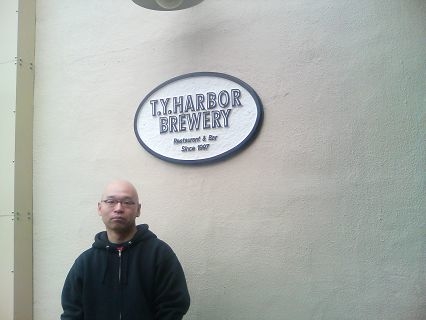 T.Y.HARBOR
BREWERY
Restaurant & Bar
Since 1997